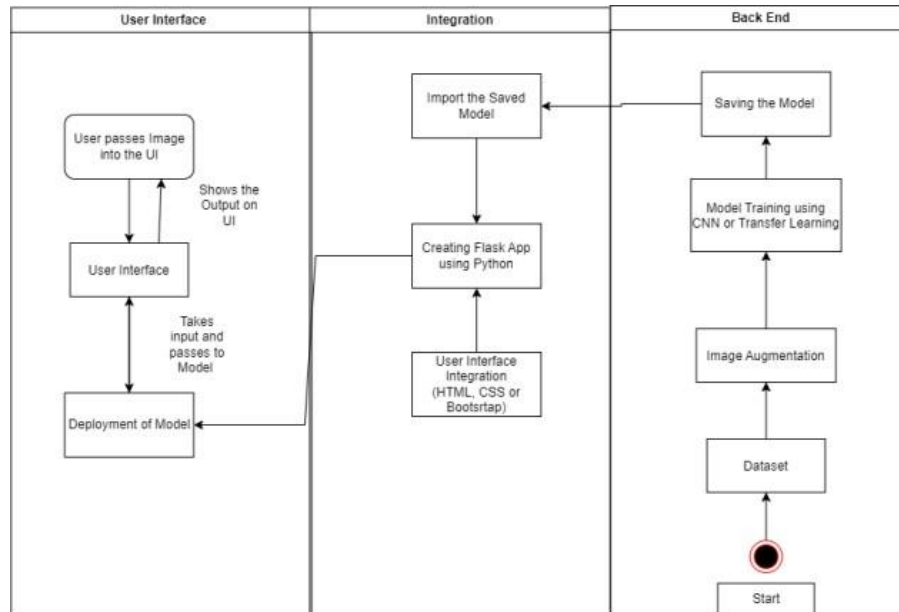 User Interface
Integration
Back End
User passes Image
into the UI
Shows the
Output on
UI
User Interface
Takes
input and
passes to
Model
Deployment of Model
Import the Saved
Model
Creating Flask App
using Python
User Interface
Integration
(HTML, CSS or
Bootsrtap)
Saving the Model
Model Training using
CNN or Transfer Learning
Image Augmentation
Dataset
Start